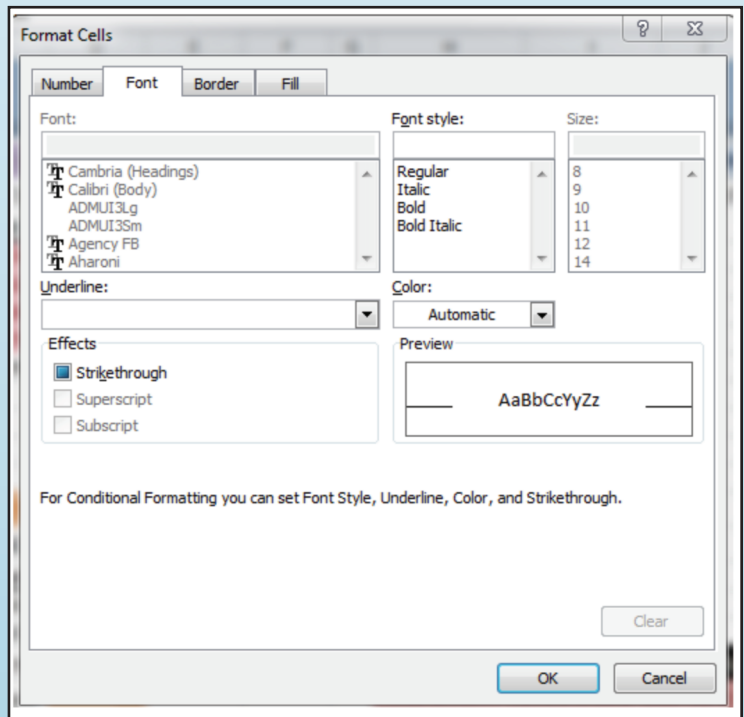 Format Cells
Number Font Border Fill
Font: Font style: Size:
Cambria (Headings) Regular 8
Calibri (Body) Italic 9
ADMUI3Lg Bold 10
ADMUI3Sm Bold Italic 11
Agency FB 12
Aharoni 14
Underline: Color:
Automatic
Effects Preview
Strikethrough
AaBbCcYyZz
Superscript
Subscript
For Conditional Formatting you can set Font Style, Underline, Color, and Strikethrough.
Clear
OK Cancel